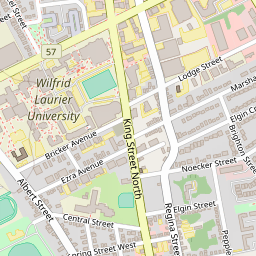 57
Lodge Street
Wilfrid
Laurier
University
Marsha
King Street North
Bricker Avenue
Elgin Cr
Brighton Street
Ezra Avenue
Noecker Street
Albert Street
Elgin Street
Central Street
Regina Stree
Peppe
Spring Street West